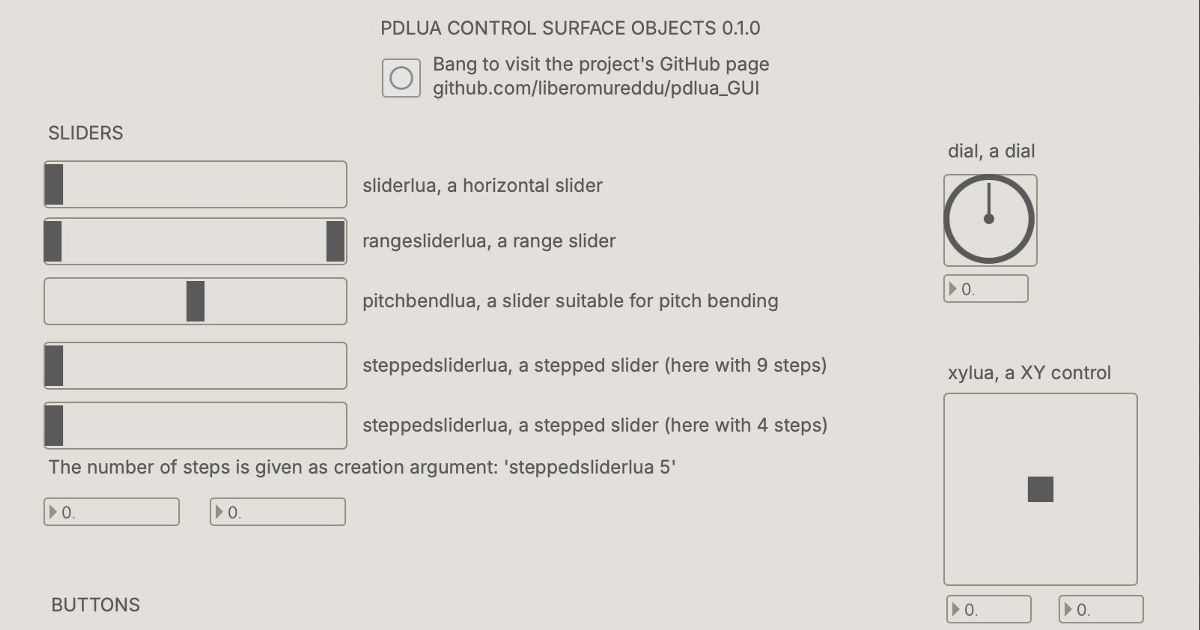 PDLUA CONTROL SURFACE OBJECTS 0.1.0
Bang to visit the project's GitHub page
github.com/liberomureddu/pdlua_GUI
SLIDERS
sliderlua, a horizontal slider
rangesliderlua, a range slider
pitchbendlua, a slider suitable for pitch bending
steppedsliderlua, a stepped slider (here with 9 steps)
steppedsliderlua, a stepped slider (here with 4 steps)
The number of steps is given as creation argument: 'steppedsliderlua 5'
0. 0.
BUTTONS
dial, a dial
0.
xylua, a XY control
0. 0.